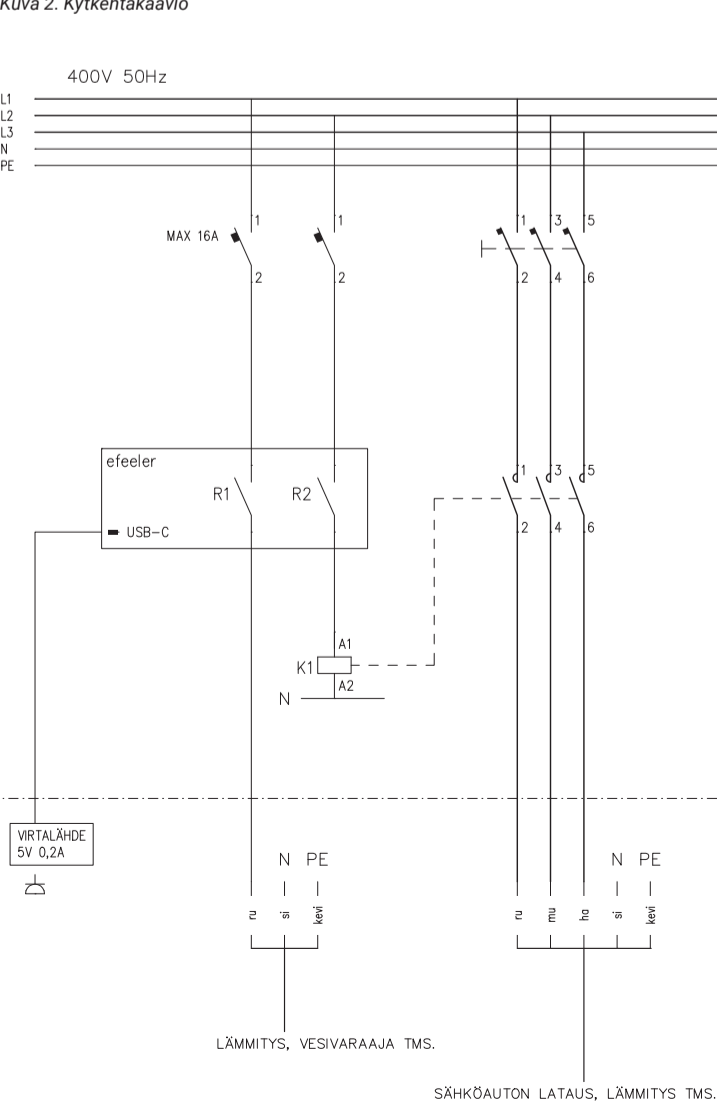 Kuva 2. Kytkentäkaavio
400V 50Hz
L1
L2
L3
N
PE
MAX 16A
1
1
1
3
5
2
2
2
4
6
efeeler
R1
R2
USB-C
1
3
5
2
4
6
A1
K1
A2
N
VIRTALÄHDE
5V 0,2A
N PE
N PE
ru
si
kevi
ru
mu
ha
si
kevi
LÄMMITYS, VESIVARAAJA TMS.
SÄHKÖAUTON LATAUS, LÄMMITYS TMS.